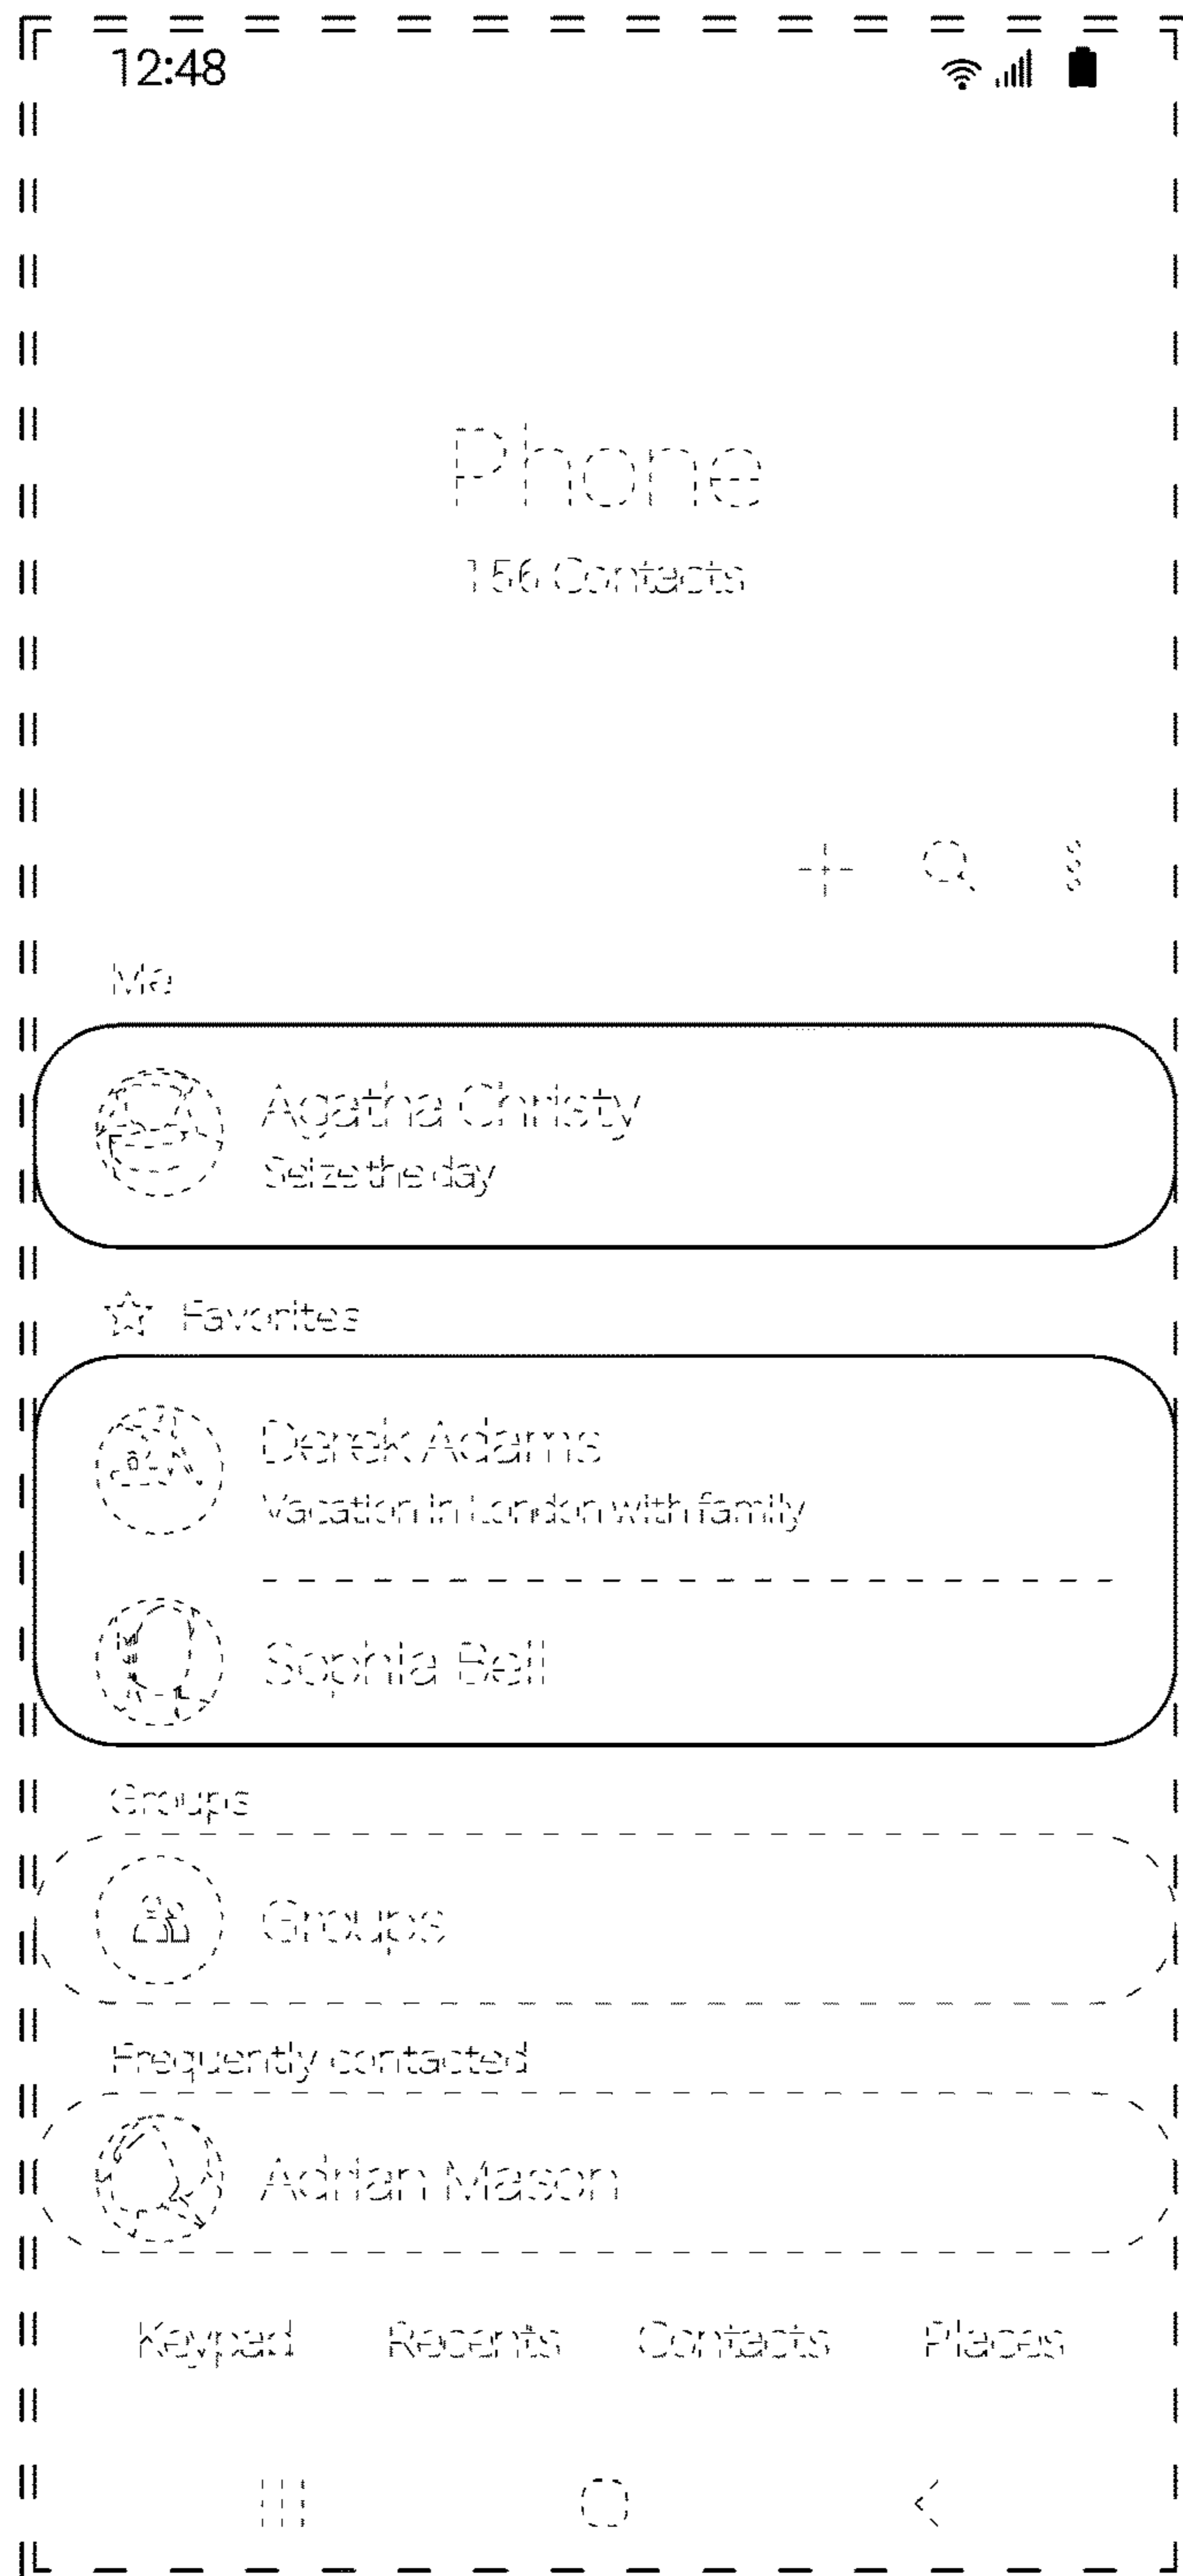 12:48
Phone
156 Contacts
Me
Agatha Christy
Seize the day
Favorites
Derek Adams
Vacation in London with family
Sophia Bell
Groups
Groups
Frequently contacted
Adrian Mason
Keypad Recents Contacts Places